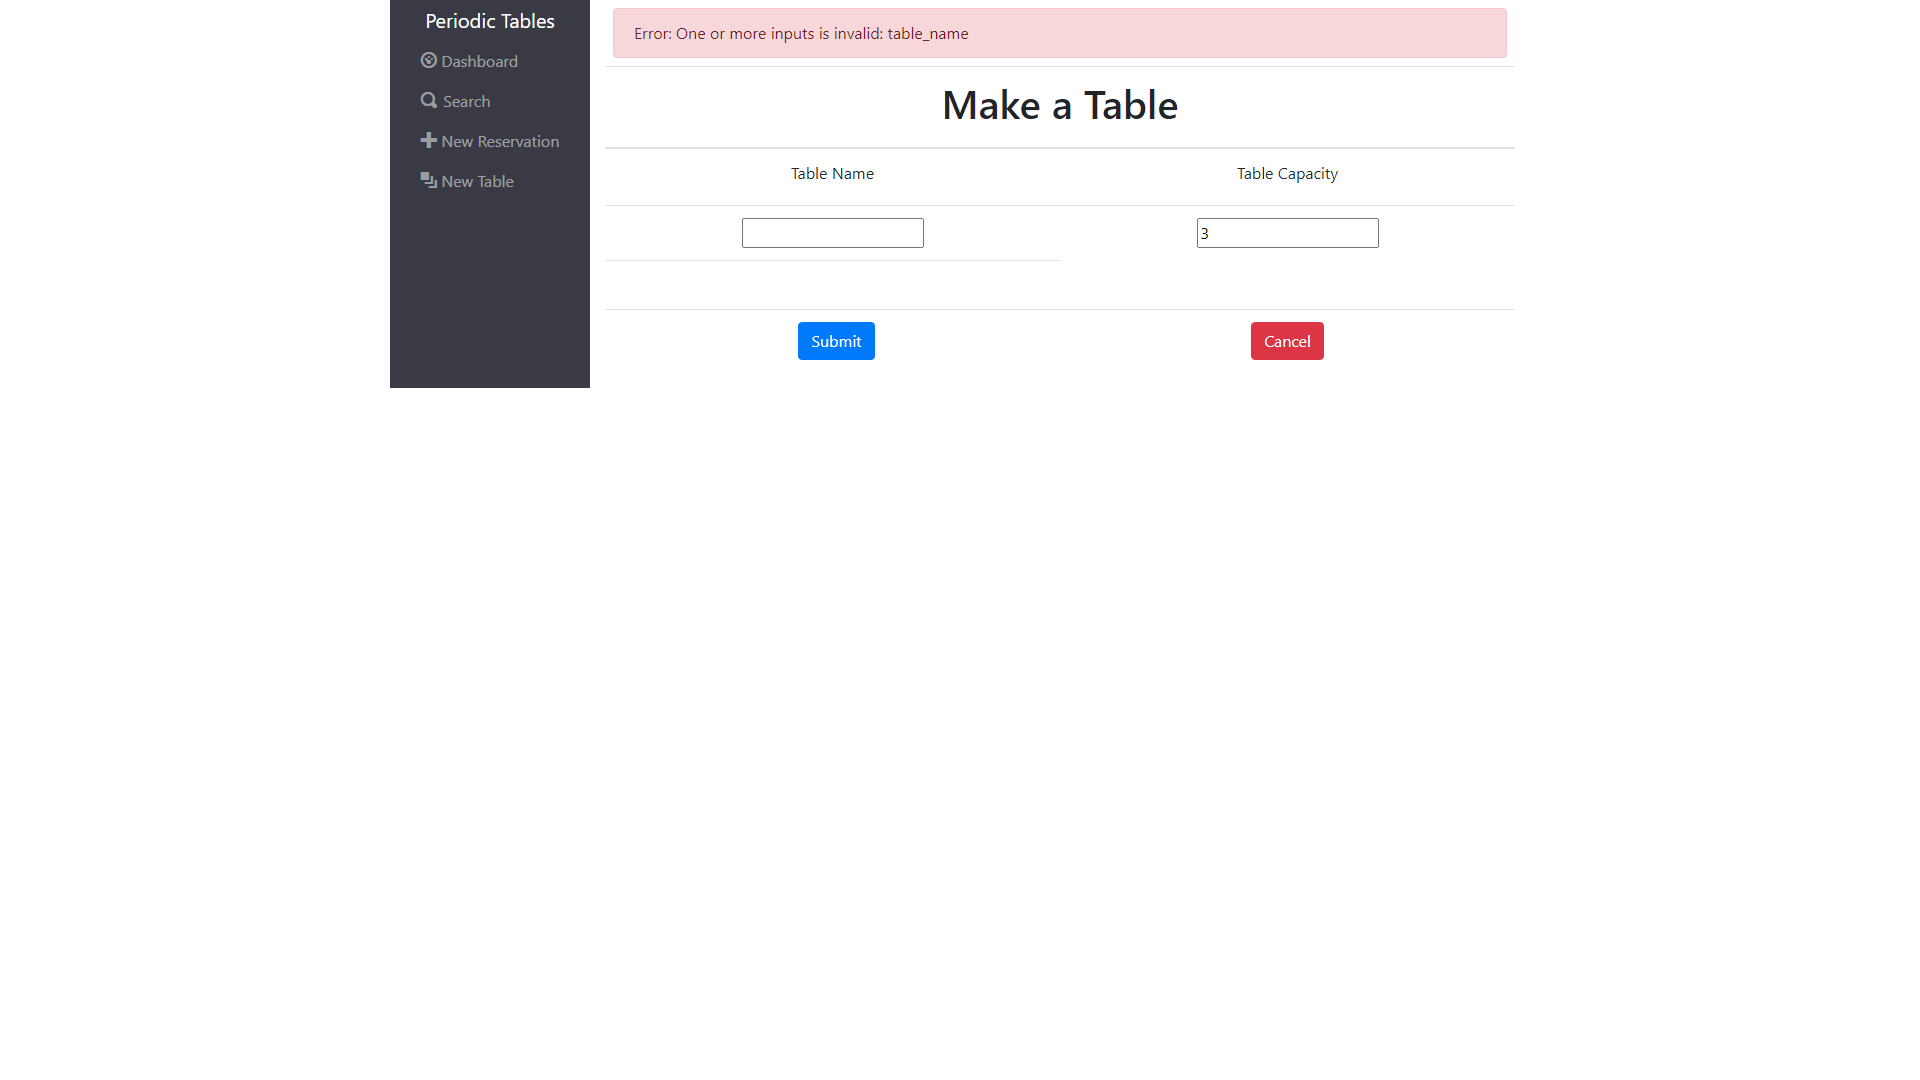 Periodic Tables
Dashboard
Search
New Reservation
New Table
Error: One or more inputs is invalid: table_name
Make a Table
Table Name Table Capacity
3
Submit Cancel